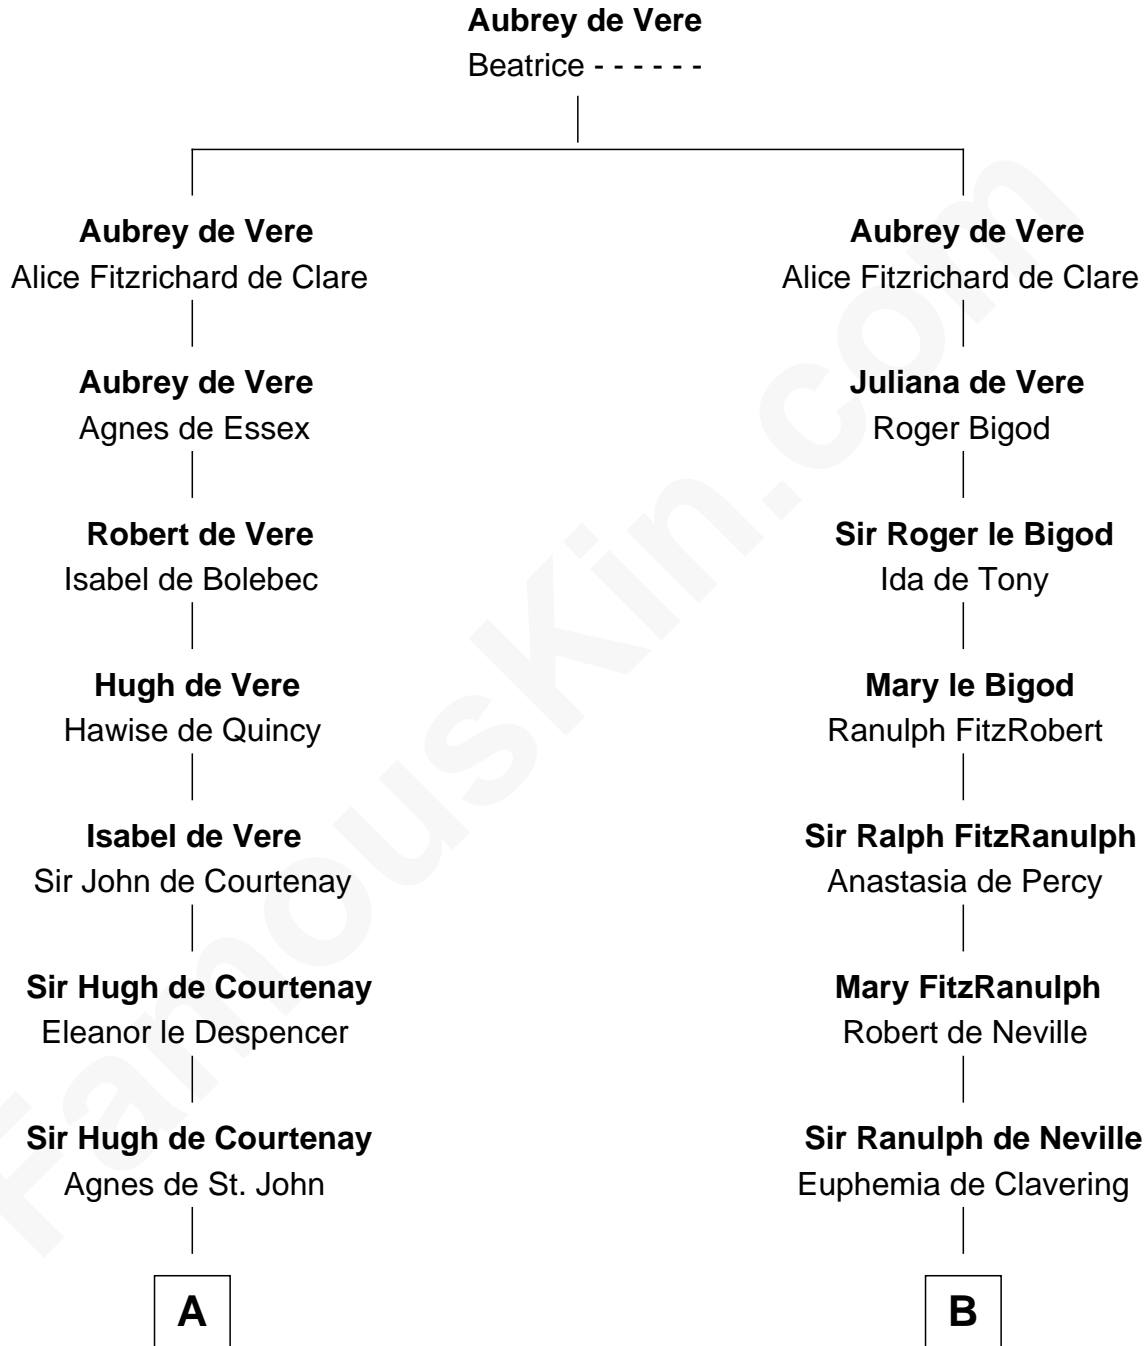 Aubrey de Vere
Beatrice - - - - - -
Aubrey de Vere
Alice Fitzrichard de Clare
Aubrey de Vere
Agnes de Essex
Robert de Vere
Isabel de Bolebec
Hugh de Vere
Hawise de Quincy
Isabel de Vere
Sir John de Courtenay
Sir Hugh de Courtenay
Eleanor le Despencer
Sir Hugh de Courtenay
Agnes de St. John
A
Aubrey de Vere
Alice Fitzrichard de Clare
Juliana de Vere
Roger Bigod
Sir Roger le Bigod
Ida de Tony
Mary le Bigod
Ranulph FitzRobert
Sir Ralph FitzRanulph
Anastasia de Percy
Mary FitzRanulph
Robert de Neville
Sir Ranulph de Neville
Euphemia de Clavering
B
FamousKin.com